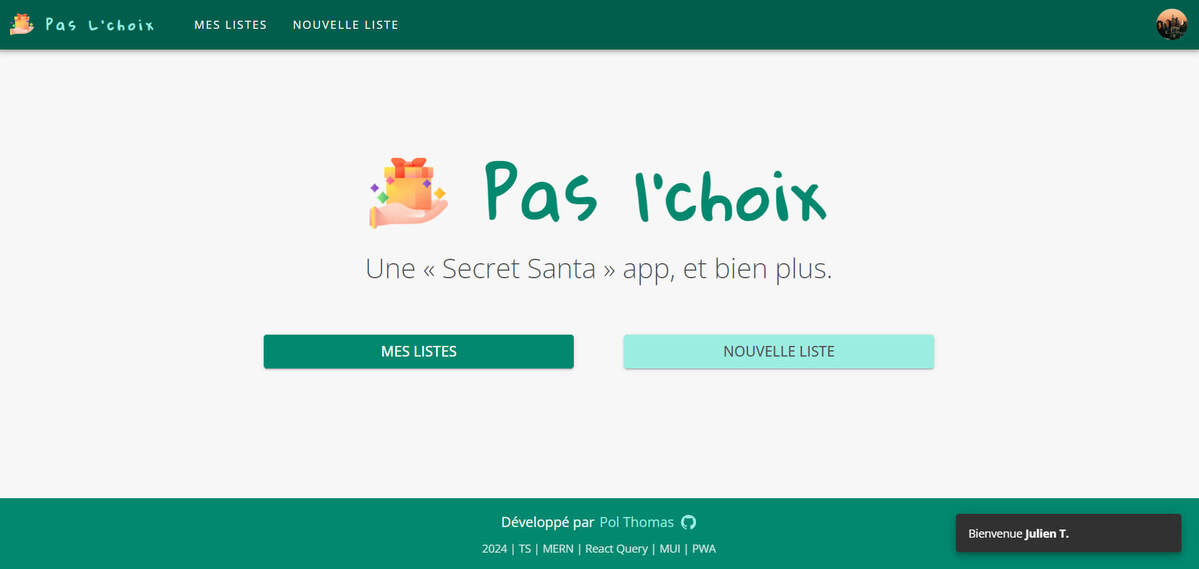 Pas L'choix MES LISTES NOUVELLE LISTE
Pas l'choix
Une « Secret Santa » app, et bien plus.
MES LISTES NOUVELLE LISTE
Développé par Pol Thomas
2024 | TS | MERN | React Query | MUI | PWA
Bienvenue Julien T.